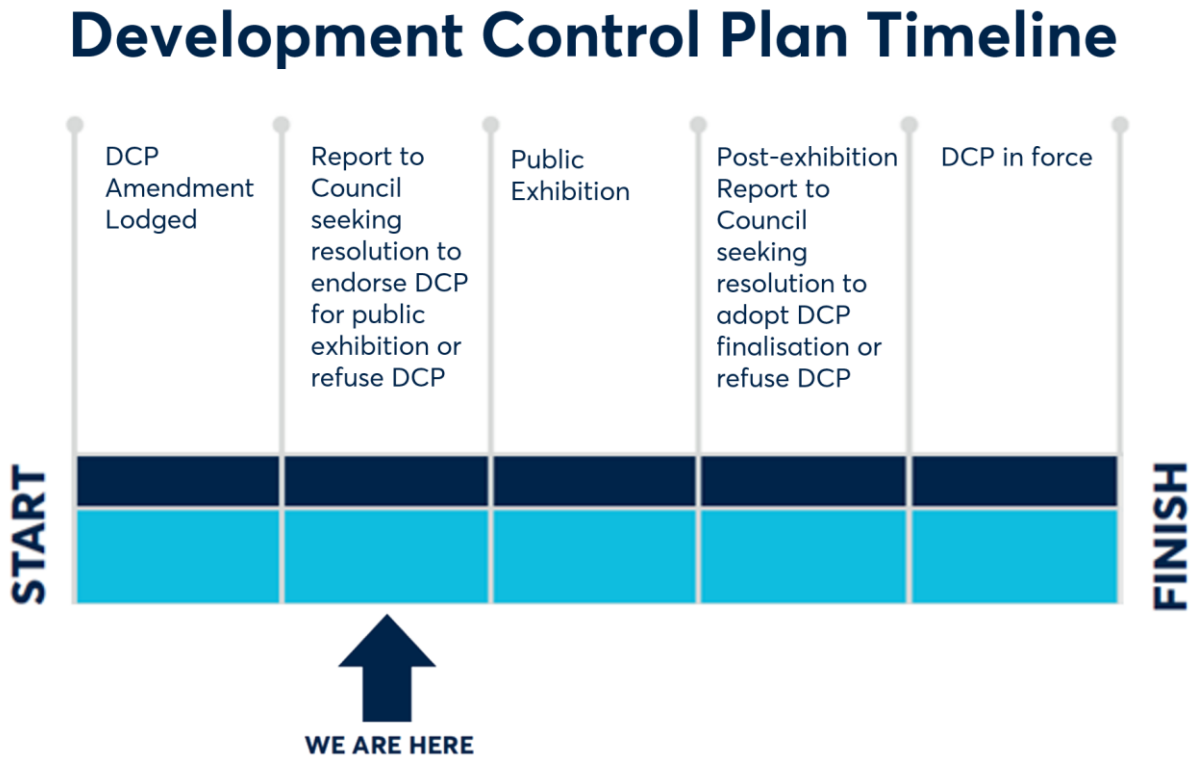 Development Control Plan Timeline
DCP
Amendment
Lodged
Report to
Council
seeking
resolution to
endorse DCP
for public
exhibition or
refuse DCP
Public
Exhibition
Post-exhibition
Report to
Council
seeking
resolution to
adopt DCP
finalisation or
refuse DCP
DCP in force
START
FINISH
WE ARE HERE